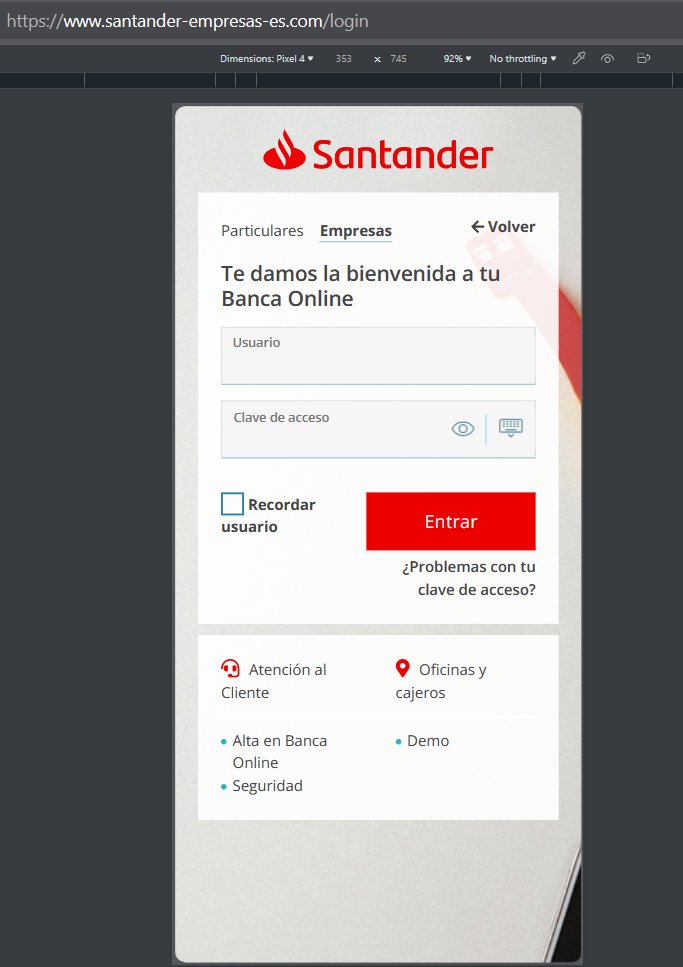 https://www.santander-empresas-es.com/login
Dimensions: Pixel 4 353 x 745 92% No throttling
Santander
Particulares Empresas Volver
Te damos la bienvenida a tu
Banca Online
Usuario
Clave de acceso
Recordar
usuario
Entrar
¿Problemas con tu
clave de acceso?
Atención al
Cliente
Oficinas y
cajeros
Alta en Banca
Online
Demo
Seguridad